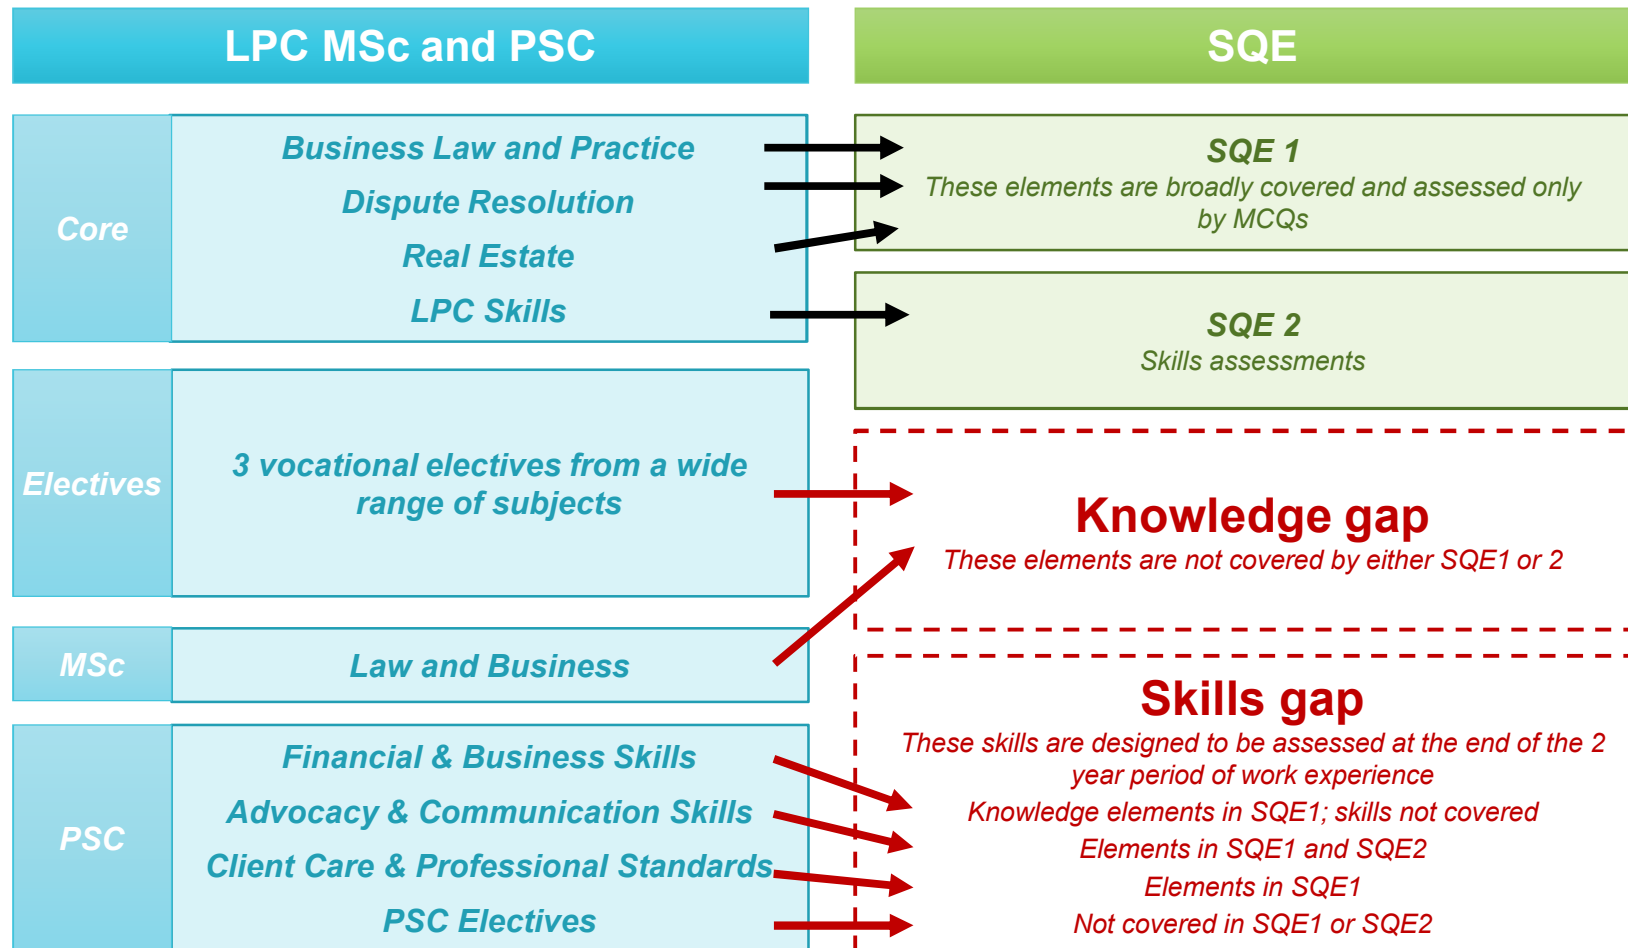 LPC MSc and PSC
SQE
Core
Business Law and Practice
Dispute Resolution
Real Estate
LPC Skills
SQE 1
These elements are broadly covered and assessed only
by MCQs
SQE 2
Skills assessments
Electives
3 vocational electives from a wide
range of subjects
Knowledge gap
These elements are not covered by either SQE1 or 2
MSc
Law and Business
PSC
Financial & Business Skills
Advocacy & Communication Skills
Client Care & Professional Standards
PSC Electives
Skills gap
These skills are designed to be assessed at the end of the 2
year period of work experience
Knowledge elements in SQE1; skills not covered
Elements in SQE1 and SQE2
Elements in SQE1
Not covered in SQE1 or SQE2